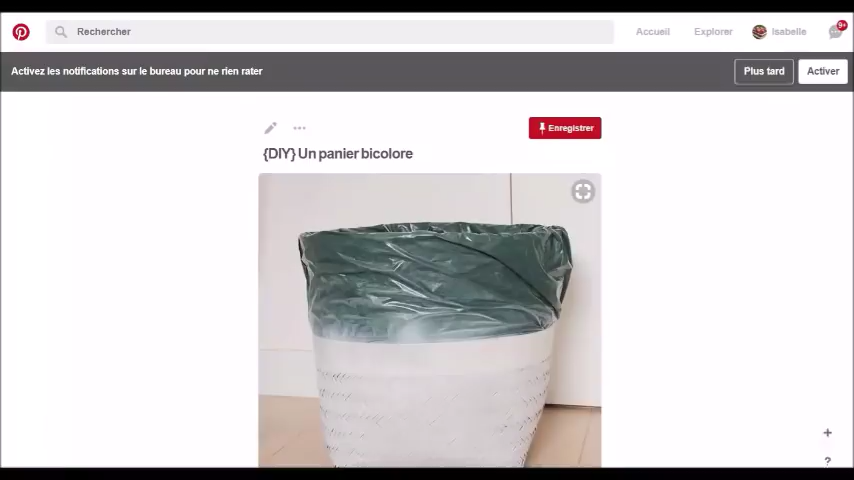 Rechercher
Accueil
Explorer
Isabelle
9+
Activez les notifications sur le bureau pour ne rien rater
Plus tard
Activer
Enregistrer
{DIY} Un panier bicolore
+
?